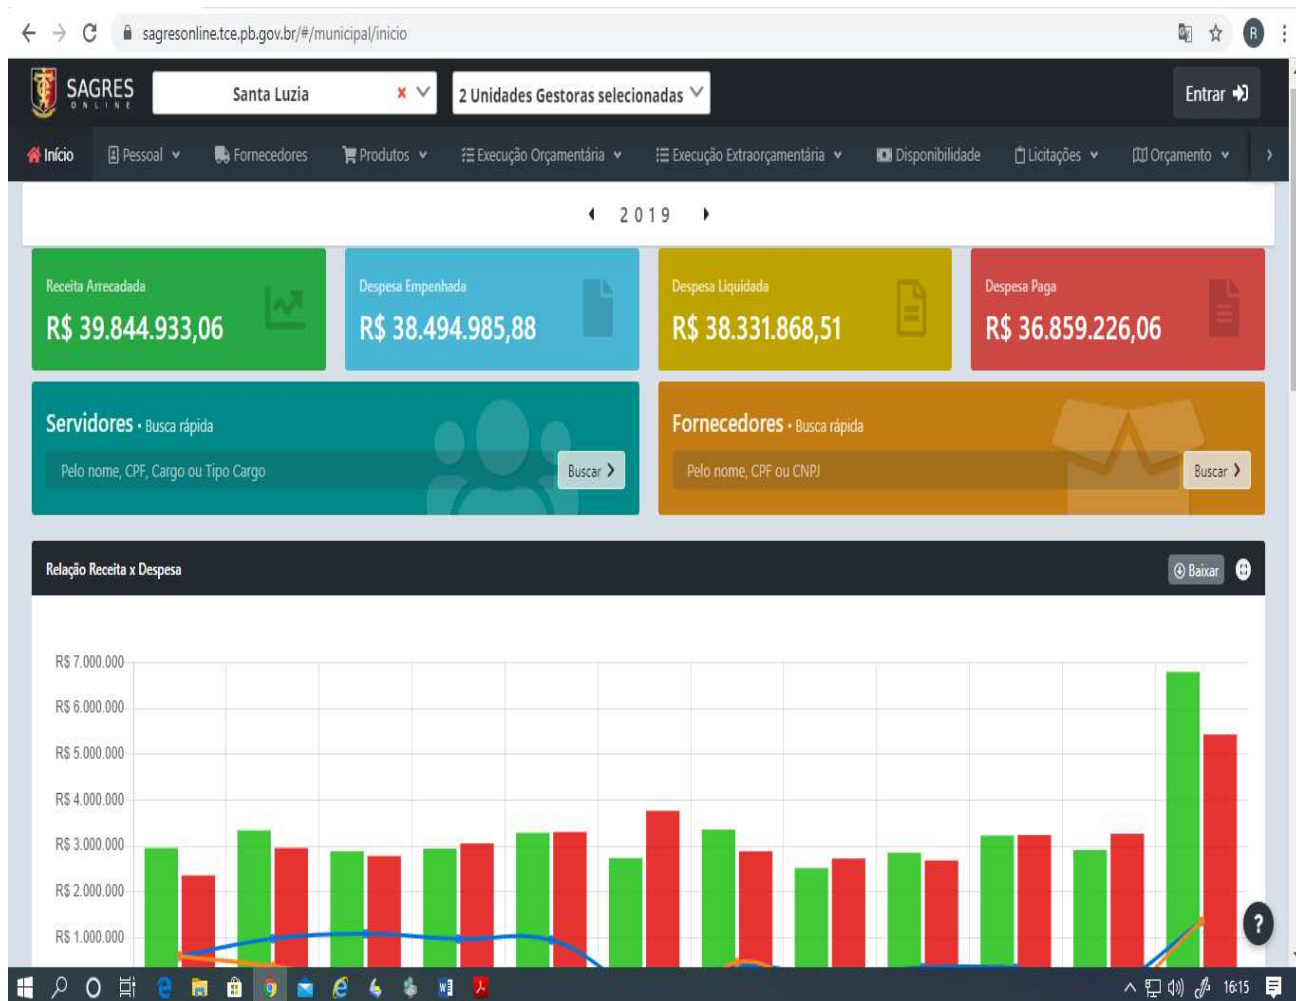 sagresonline.tce.pb.gov.br/#/municipal/inicio
R
SAGRES
ONLINE
Santa Luzia
2 Unidades Gestoras selecionadas
Entrar
Início Pessoal Fornecedores Produtos Execução Orçamentária Execução Extraorçamentária Disponibilidade Licitações Orçamento
2019
Receita Arrecadada
R$ 39.844.933,06
Despesa Empenhada
R$ 38.494.985,88
Despesa Liquidada
R$ 38.331.868,51
Despesa Paga
R$ 36.859.226,06
Servidores • Busca rápida
Pelo nome, CPF, Cargo ou Tipo Cargo
Buscar
Fornecedores • Busca rápida
Pelo nome, CPF ou CNPJ
Buscar
Relação Receita x Despesa
Baixar
R$ 7.000.000
R$ 6.000.000
R$ 5.000.000
R$ 4.000.000
R$ 3.000.000
R$ 2.000.000
R$ 1.000.000
?
16:15